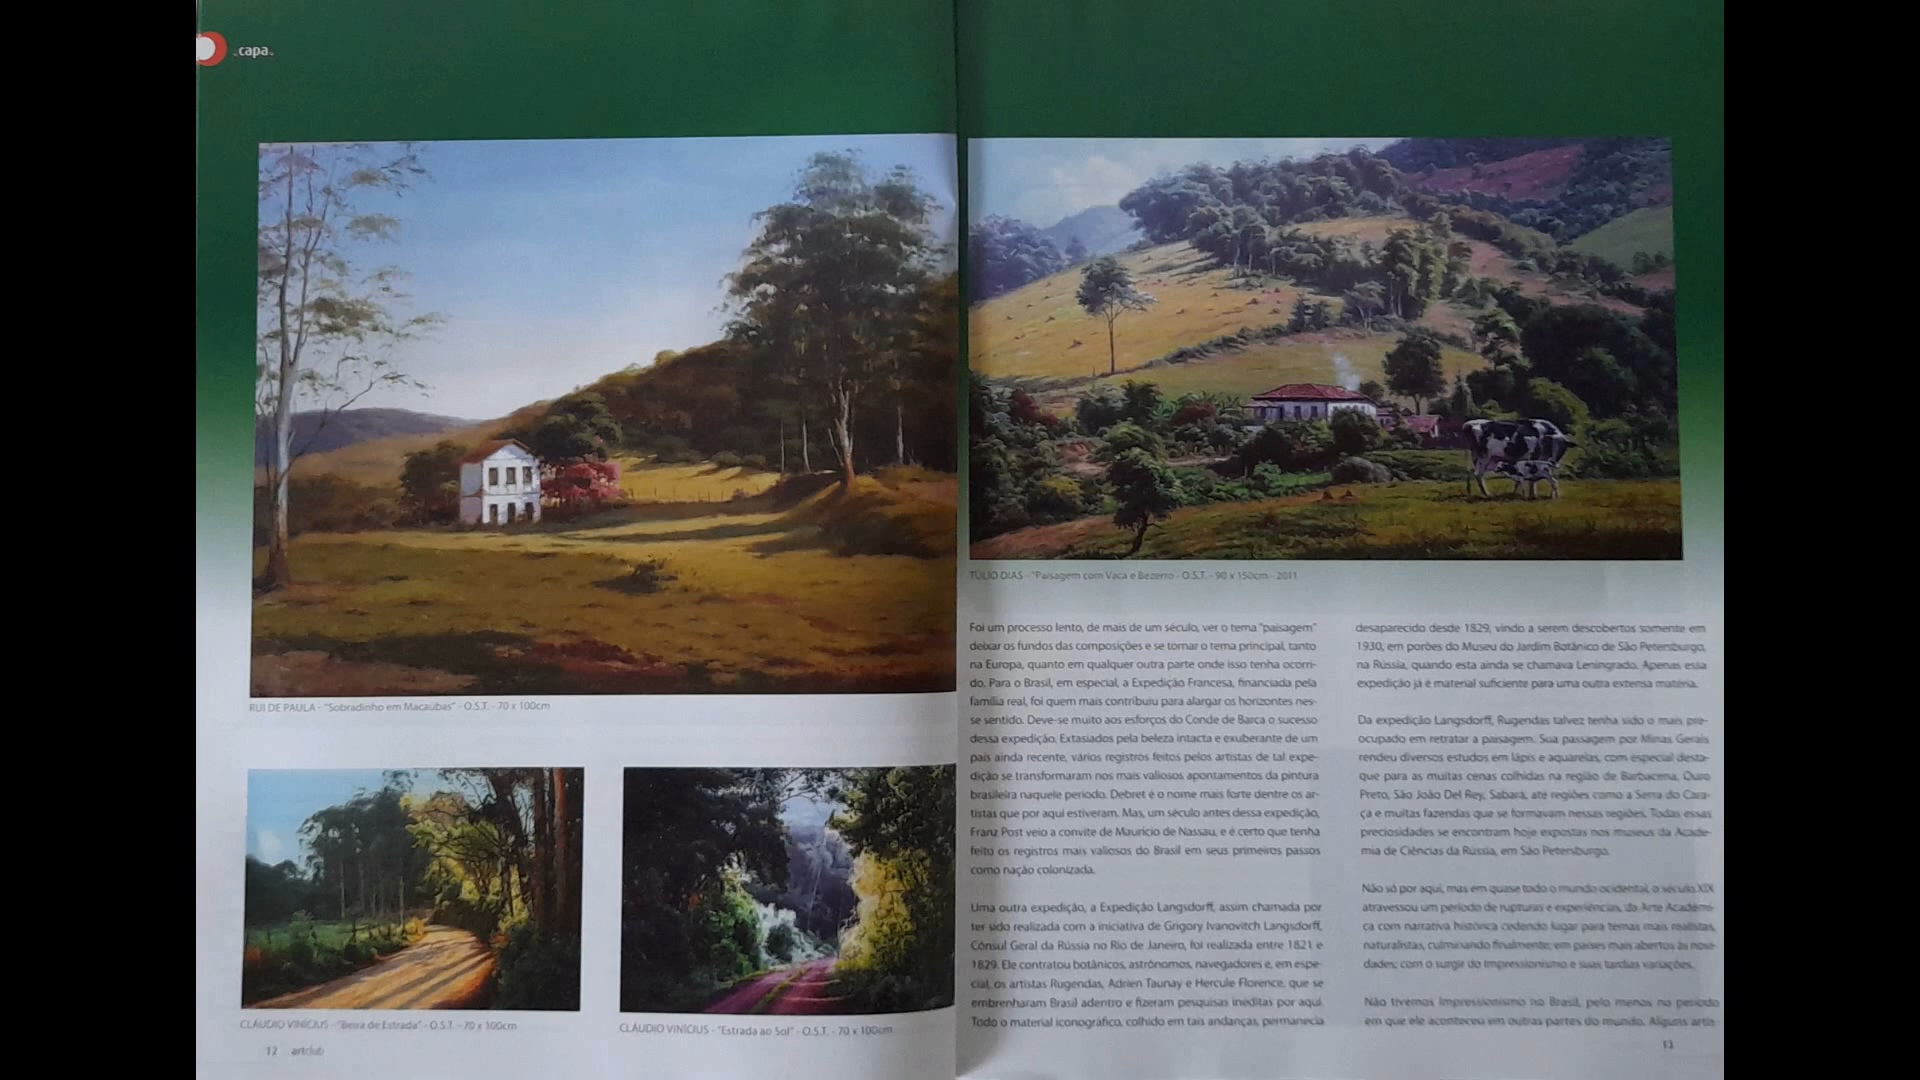 capa
RUI DE PAULA - "Sobradinho em Macaúbas" - O.S.T. - 70 x 100cm
CLÁUDIO VINÍCIUS - "Beira de Estrada" - O.S.T. - 70 x 100cm
CLÁUDIO VINÍCIUS - "Estrada ao Sol" - O.S.T. - 70 x 100cm
12 artclub
TÚLIO DIAS - "Paisagem com Vaca e Bezerro - O.S.T. - 90 x 150cm - 2011
Foi um processo lento, de mais de um século, ver o tema "paisagem"
deixar os fundos das composições e se tornar o tema principal, tanto
na Europa, quanto em qualquer outra parte onde isso tenha ocorri-
do. Para o Brasil, em especial, a Expedição Francesa, financiada pela
família real, foi quem mais contribuiu para alargar os horizontes nes-
se sentido. Deve-se muito aos esforços do Conde de Barca o sucesso
dessa expedição. Extasiados pela beleza intacta e exuberante de um
país ainda recente, vários registros feitos pelos artistas de tal expe-
dição se transformaram nos mais valiosos apontamentos da pintura
brasileira naquele período. Debret é o nome mais forte dentre os ar-
tistas que por aqui estiveram. Mas, um século antes dessa expedição,
Franz Post veio a convite de Maurício de Nassau, e é certo que tenha
feito os registros mais valiosos do Brasil em seus primeiros passos
como nação colonizada.
Uma outra expedição, a Expedição Langsdorff, assim chamada por
ter sido realizada com a iniciativa de Grigory Ivanovitch Langsdorff,
Cônsul Geral da Rússia no Rio de Janeiro, foi realizada entre 1821 e
1829. Ele contratou botânicos, astrônomos, navegadores e, em espe-
cial, os artistas Rugendas, Adrien Taunay e Hercule Florence, que se
embrenharam Brasil adentro e fizeram pesquisas inéditas por aqui.
Todo o material iconográfico, colhido em tais andanças, permanecia
desaparecido desde 1829, vindo a serem descobertos somente em
1930, em porões do Museu do Jardim Botânico de São Petersburgo,
na Rússia, quando esta ainda se chamava Leningrado. Apenas essa
expedição já é material suficiente para uma outra extensa matéria.
Da expedição Langsdorff, Rugendas talvez tenha sido o mais pre-
ocupado em retratar a paisagem. Sua passagem por Minas Gerais
rendeu diversos estudos em lápis e aquarelas, com especial desta-
que para as muitas cenas colhidas na região de Barbacena, Ouro
Preto, São João Del Rey, Sabará, até regiões como a Serra do Cara-
ça e muitas fazendas que se formavam nessas regiões. Todas essas
preciosidades se encontram hoje expostas nos museus da Acade-
mia de Ciências da Rússia, em São Petersburgo.
Não só por aqui, mas em quase todo o mundo ocidental, o século XIX
atravessou um período de rupturas e experiências, da Arte Acadêmi-
ca com narrativa histórica cedendo lugar para temas mais realistas,
naturalistas, culminando finalmente, em países mais abertos às novi-
dades, com o surgir do Impressionismo e suas tardias variações.
Não tivemos Impressionismo no Brasil, pelo menos no período
em que ele aconteceu em outras partes do mundo. Alguns artis-
13